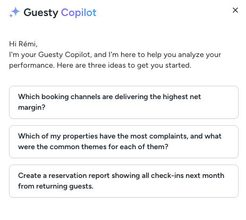 Guesty Copilot
Hi Rémi,
I'm your Guesty Copilot, and I'm here to help you analyze your
performance. Here are three ideas to get you started.
Which booking channels are delivering the highest net
margin?
Which of my properties have the most complaints, and what
were the common themes for each of them?
Create a reservation report showing all check-ins next month
from returning guests.